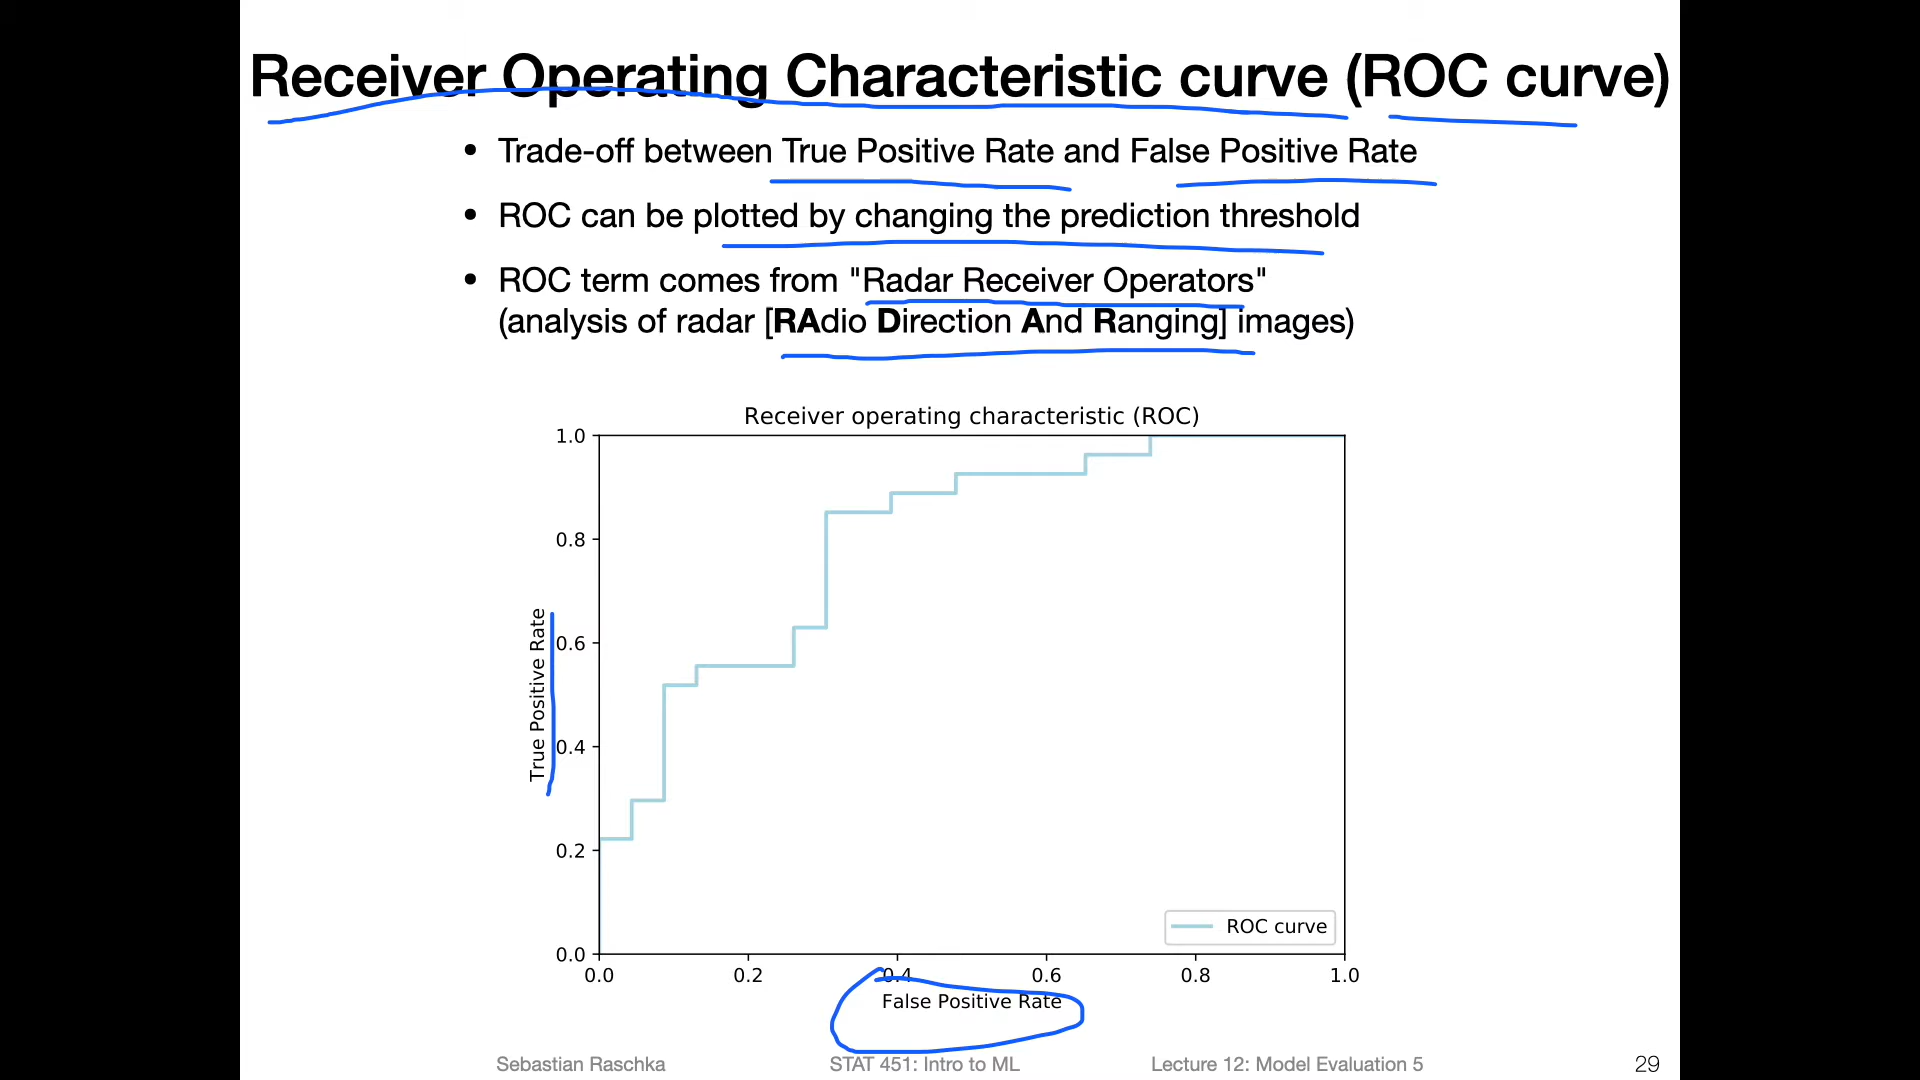 Receiver Operating Characteristic curve (ROC curve)
• Trade-off between True Positive Rate and False Positive Rate
• ROC can be plotted by changing the prediction threshold
• ROC term comes from "Radar Receiver Operators"
(analysis of radar [RAdio Direction And Ranging] images)
Receiver operating characteristic (ROC)
1.0
0.8
0.6
0.4
0.2
0.0
True Positive Rate
ROC curve
0.0 0.2 0.4 0.6 0.8 1.0
False Positive Rate
Sebastian Raschka STAT 451: Intro to ML Lecture 12: Model Evaluation 5 29